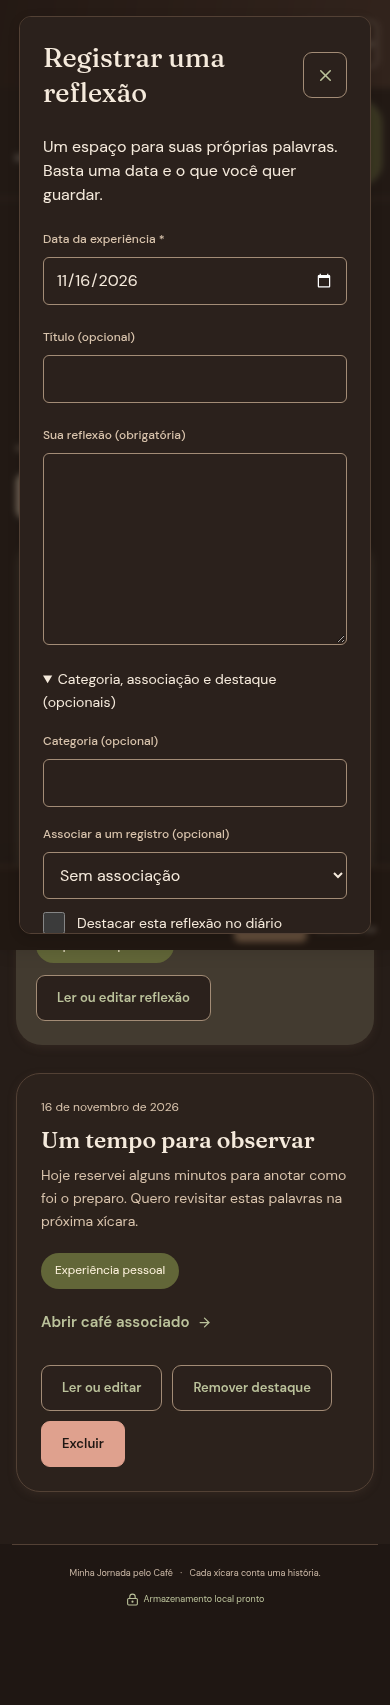 Registrar uma
reflexão
Um espaço para suas próprias palavras.
Basta uma data e o que você quer
guardar.
Data da experiência *
11/16/2026
Título (opcional)
Sua reflexão (obrigatória)
▼ Categoria, associação e destaque
(opcionais)
Categoria (opcional)
Associar a um registro (opcional)
Sem associação
Destacar esta reflexão no diário
Ler ou editar reflexão
16 de novembro de 2026
Um tempo para observar
Hoje reservei alguns minutos para anotar como
foi o preparo. Quero revisitar estas palavras na
próxima xícara.
Experiência pessoal
Abrir café associado →
Ler ou editar
Remover destaque
Excluir
Minha Jornada pelo Café · Cada xícara conta uma história.
Armazenamento local pronto